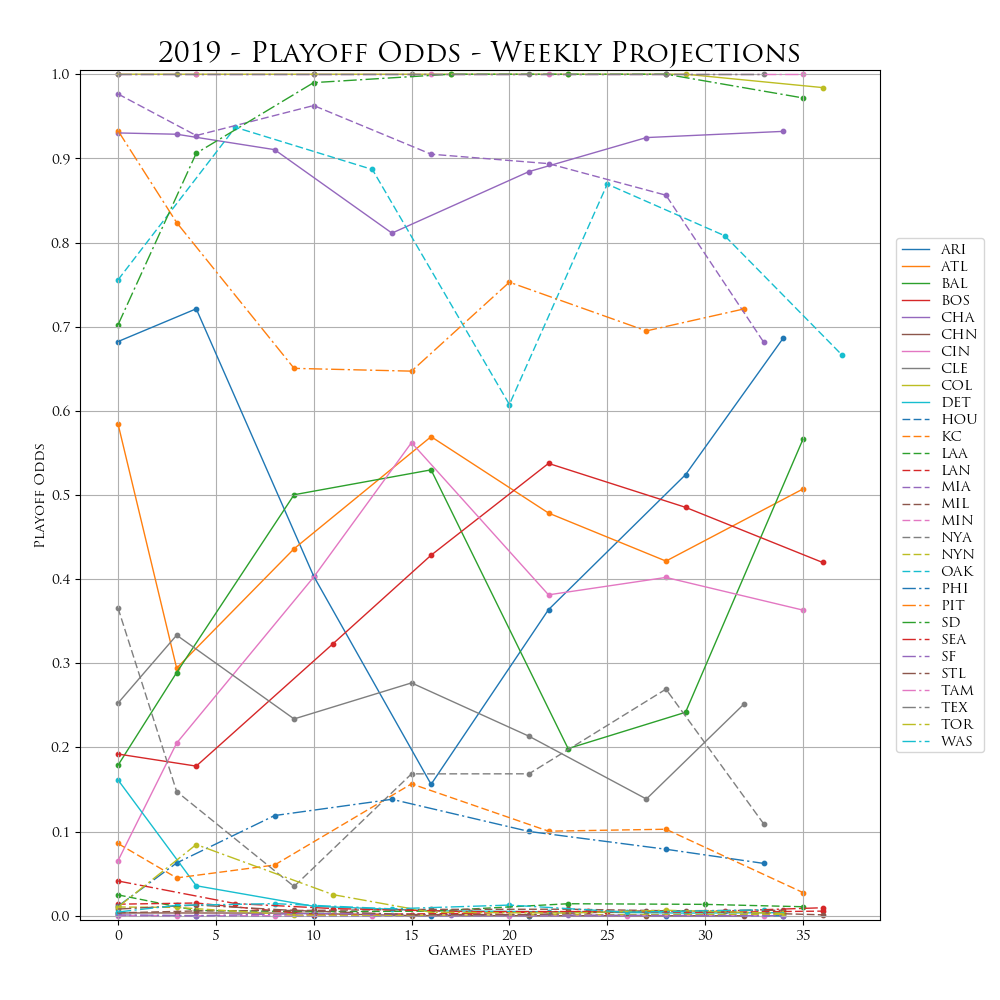 2019 - Playoff Odds - Weekly Projections
1.0
0.9
0.8
0.7
0.6
0.5
0.4
0.3
0.2
0.1
0.0
Playoff Odds
0 5 10 15 20 25 30 35
Games Played
ARI
ATL
BAL
BOS
CHA
CHN
CIN
CLE
COL
DET
HOU
KC
LAA
LAN
MIA
MIL
MIN
NYA
NYN
OAK
PHI
PIT
SD
SEA
SF
STL
TAM
TEX
TOR
WAS